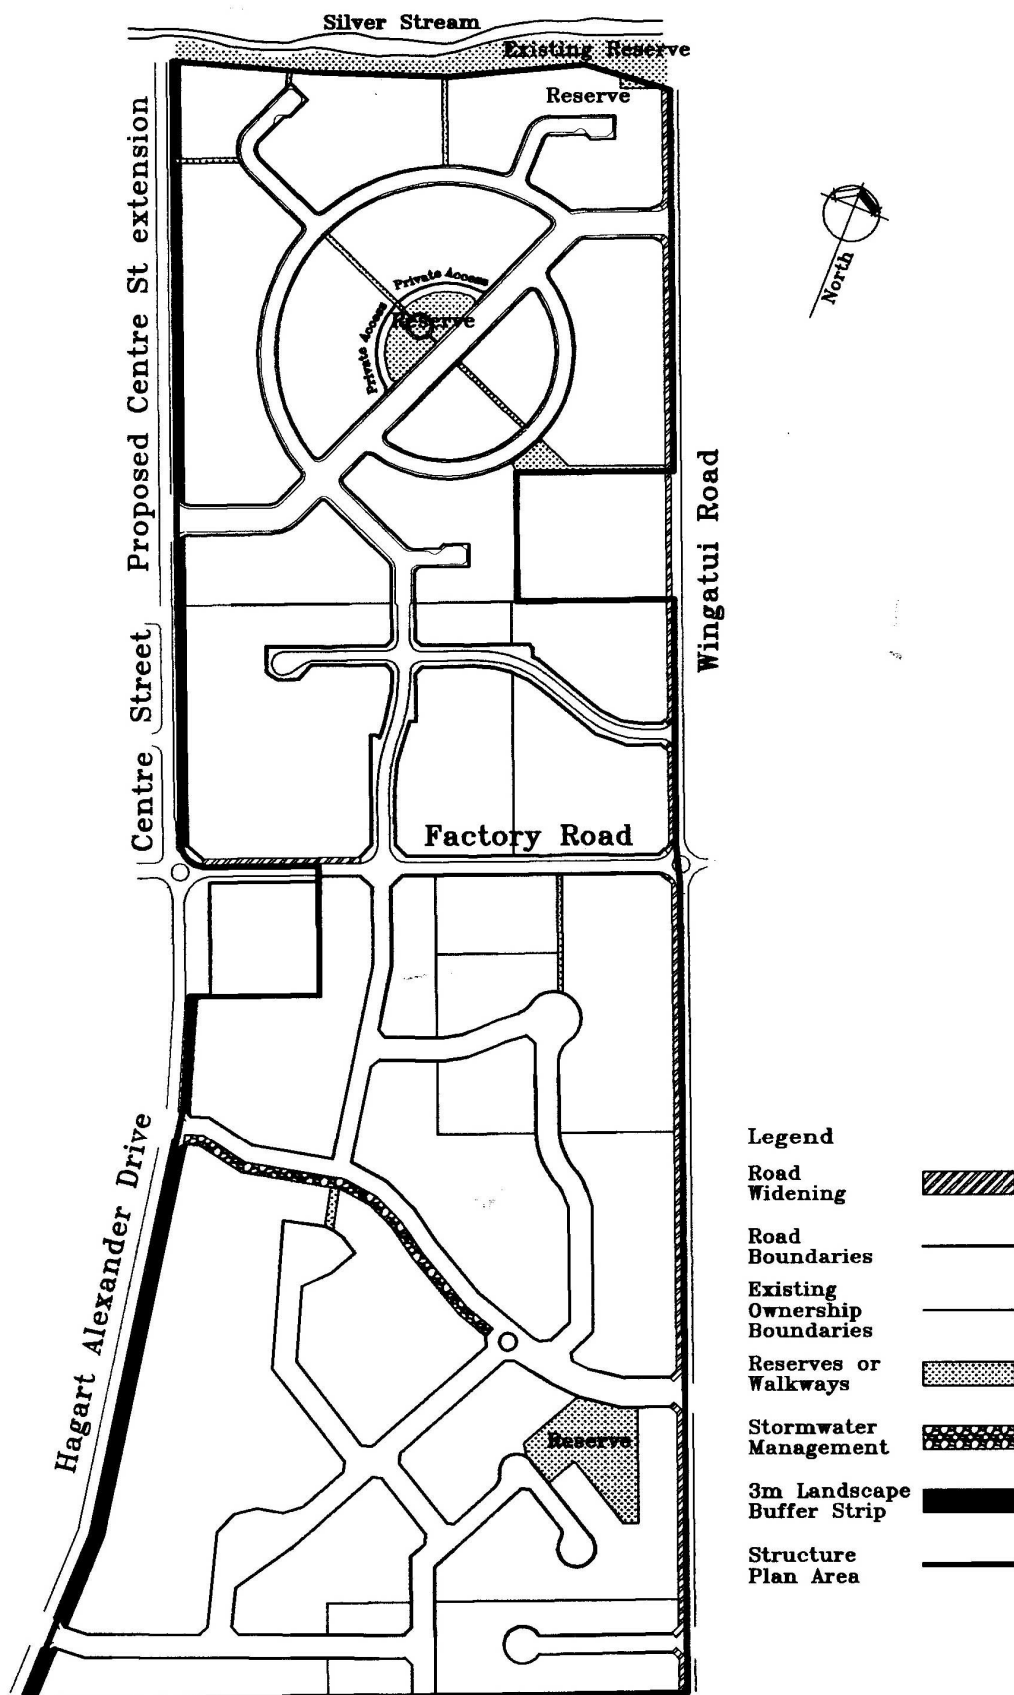 Silver Stream
Existing Reserve
Reserve
Proposed Centre St extension
Private Access
Private Access
Reserve
North
Wingatui Road
Centre Street
Factory Road
Hagart Alexander Drive
Reserve
Legend
Road
Widening
Road
Boundaries
Existing
Ownership
Boundaries
Reserves or
Walkways
Stormwater
Management
3m Landscape
Buffer Strip
Structure
Plan Area